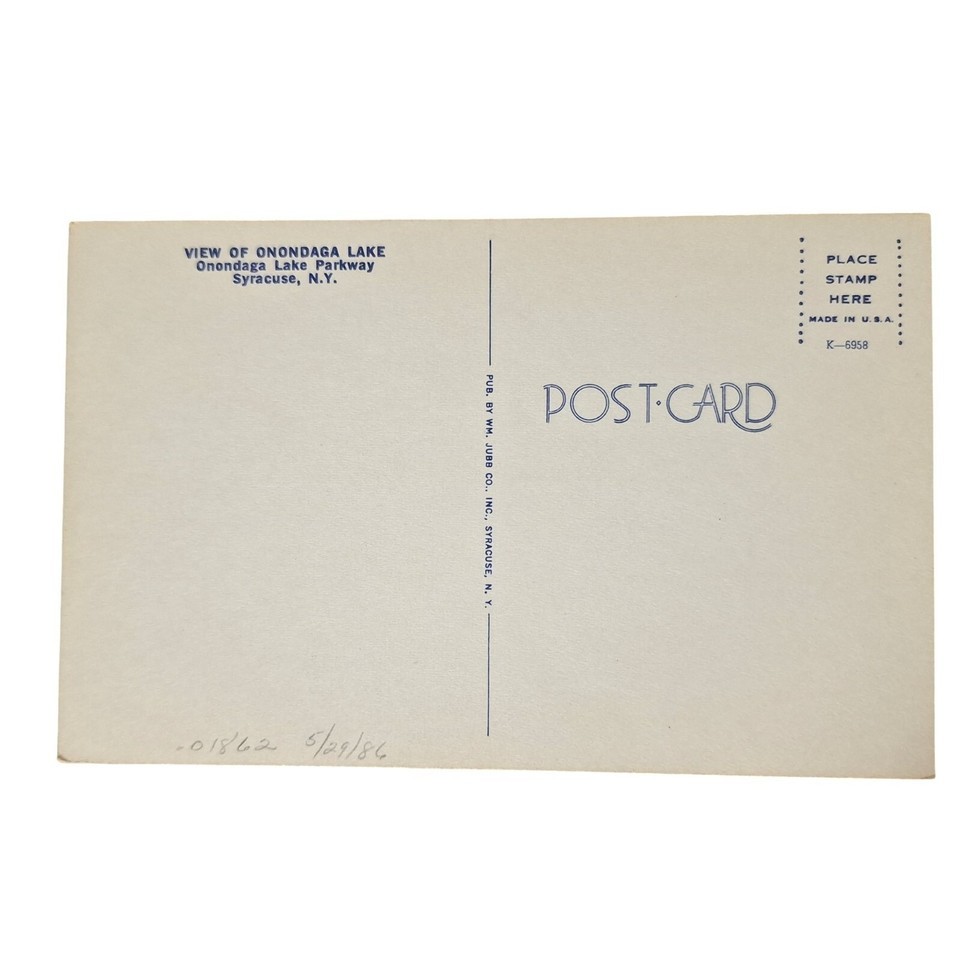 VIEW OF ONONDAGA LAKE
Onondaga Lake Parkway
Syracuse, N.Y.
PUB. BY WM. JUBB CO., INC., SYRACUSE, N. Y.
PLACE
STAMP
HERE
MADE IN U.S.A.
K—6958
POST·CARD
-01862 5/29/86